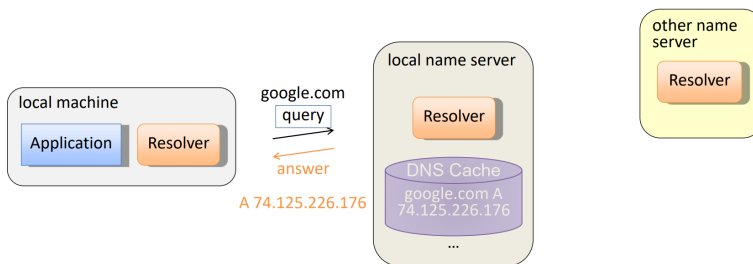 local machine
Application
Resolver
google.com
query
answer
A 74.125.226.176
local name server
Resolver
DNS Cache
google.com A
74.125.226.176
...
other name
server
Resolver